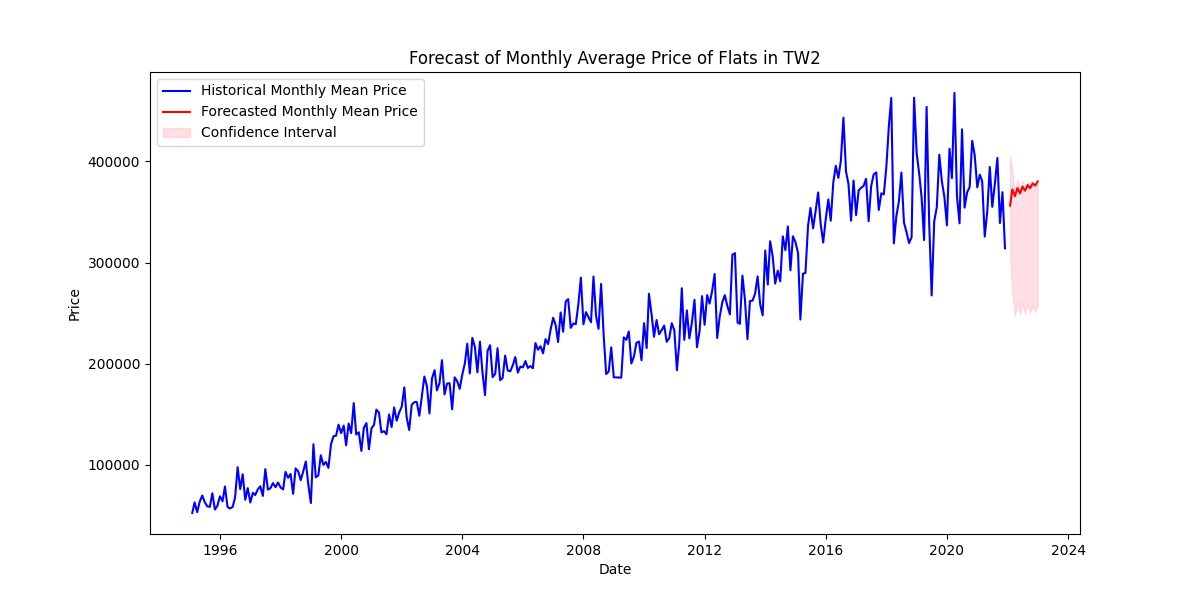 Forecast of Monthly Average Price of Flats in TW2
Historical Monthly Mean Price
Forecasted Monthly Mean Price
Confidence Interval
400000
300000
200000
100000
Price
1996 2000 2004 2008 2012 2016 2020 2024
Date